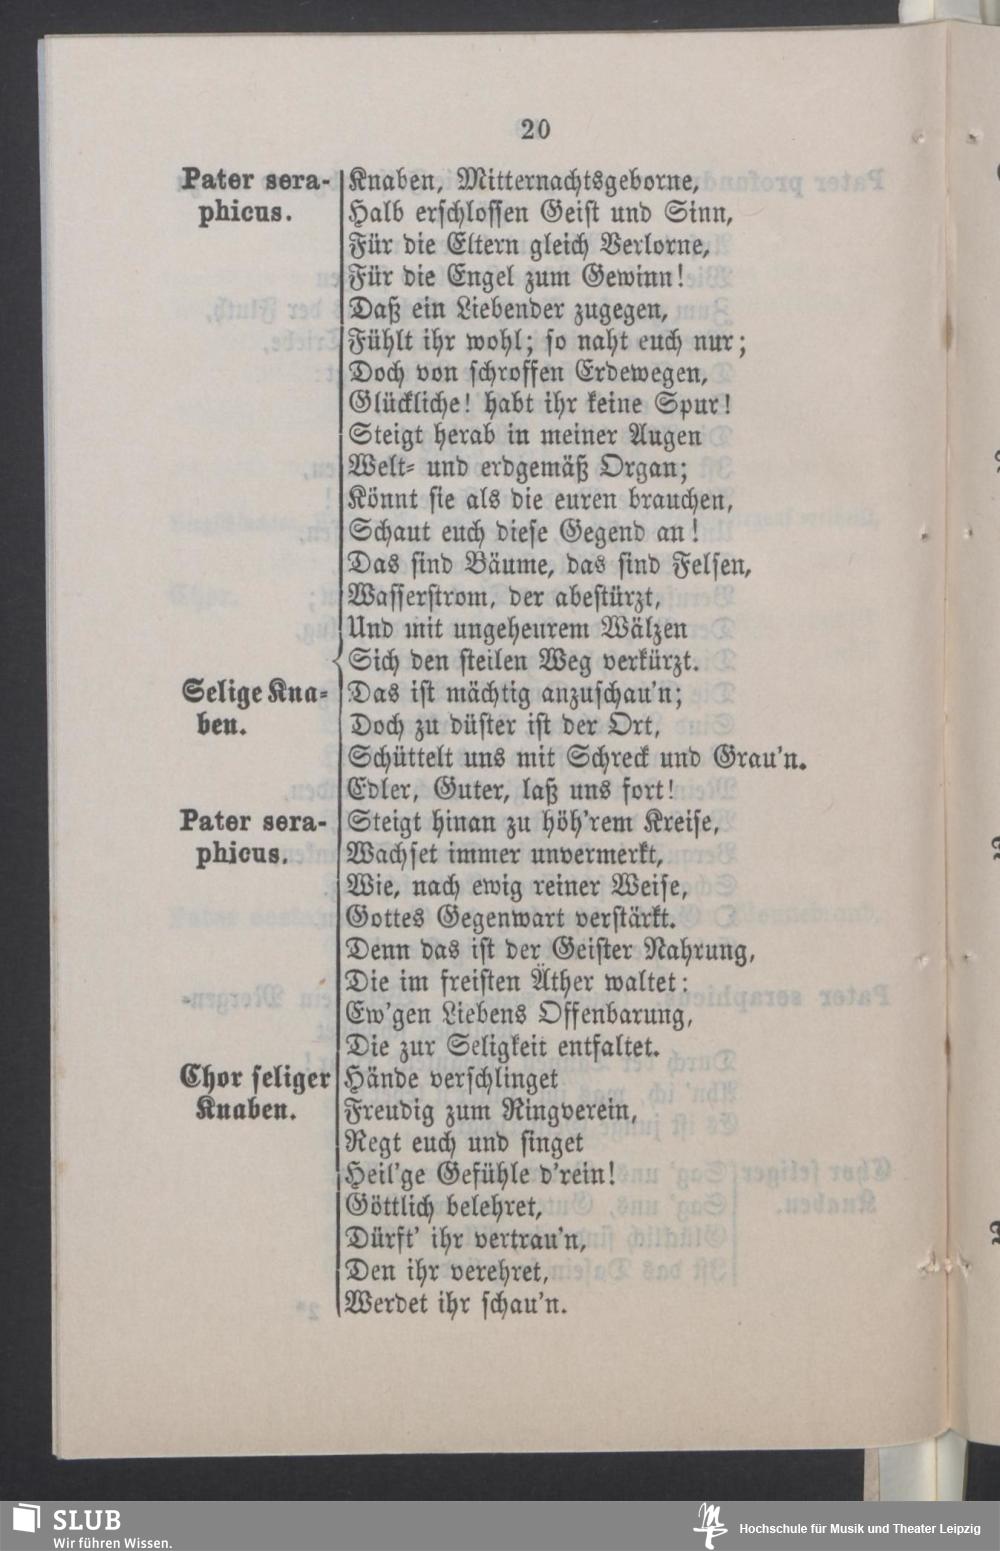 20
Pater sera-
phicus.
Knaben, Mitternachtsgeborne,
Halb erschlossen Geist und Sinn,
Für die Eltern gleich Verlorne,
Für die Engel zum Gewinn!
Daß ein Liebender zugegen,
Fühlt ihr wohl; so naht euch nur;
Doch von schroffen Erdewegen,
Glückliche! habt ihr keine Spur!
Steigt herab in meiner Augen
Welt- und erdgemäß Organ;
Könnt sie als die euren brauchen,
Schaut euch diese Gegend an!
Das sind Bäume, das sind Felsen,
Wasserstrom, der abestürzt,
Und mit ungeheurem Wälzen
Sich den steilen Weg verkürzt.
Selige Kna-
ben.
Das ist mächtig anzuschau'n;
Doch zu düster ist der Ort,
Schüttelt uns mit Schreck und Grau'n.
Edler, Guter, laß uns fort!
Pater sera-
phicus.
Steigt hinan zu höh'rem Kreise,
Wachset immer unvermerkt,
Wie, nach ewig reiner Weise,
Gottes Gegenwart verstärkt.
Denn das ist der Geister Nahrung,
Die im freisten Äther waltet:
Ew'gen Liebens Offenbarung,
Die zur Seligkeit entfaltet.
Chor seliger
Knaben.
Hände verschlinget
Freudig zum Ringverein,
Regt euch und singet
Heil'ge Gefühle d'rein!
Göttlich belehret,
Dürft' ihr vertrau'n,
Den ihr verehret,
Werdet ihr schau'n.
SLUB
Wir führen Wissen.
Hochschule für Musik und Theater Leipzig